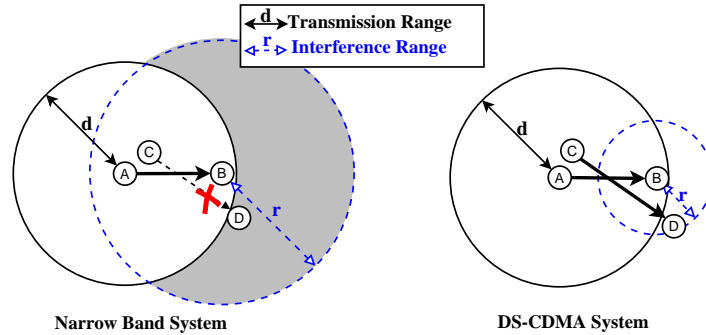 d Transmission Range
r Interference Range
d
C
A
B
D
r
d
C
A
B
r
D
Narrow Band System
DS-CDMA System